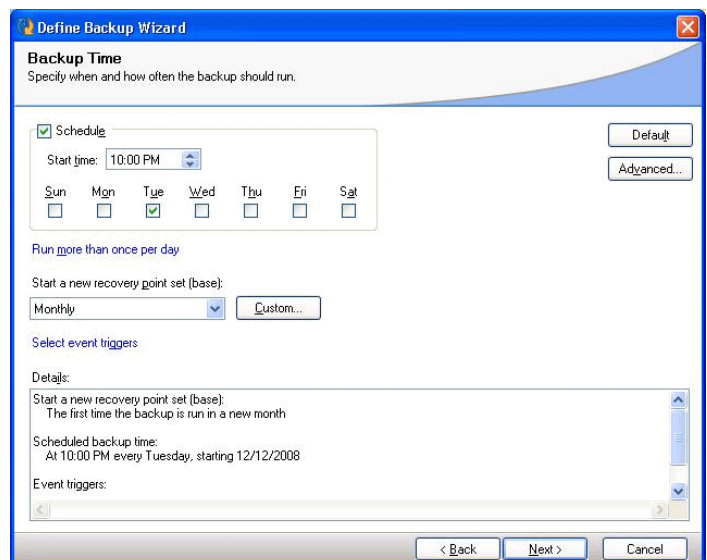 Define Backup Wizard
Backup Time
Specify when and how often the backup should run.
Schedule
Default
Start time: 10:00 PM
Advanced...
Sun Mon Tue Wed Thu Fri Sat
Run more than once per day
Start a new recovery point set (base):
Monthly Custom...
Select event triggers
Details:
Start a new recovery point set (base):
The first time the backup is run in a new month
Scheduled backup time:
At 10:00 PM every Tuesday, starting 12/12/2008
Event triggers:
< Back Next > Cancel